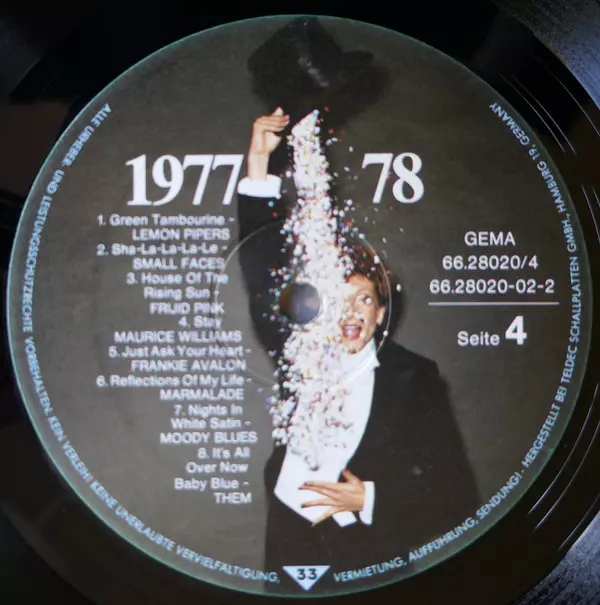 1977 78
1. Green Tambourine -
LEMON PIPERS
2. Sha-La-La-La-Le -
SMALL FACES
3. House Of The
Rising Sun -
FRIJID PINK
4. Stay
MAURICE WILLIAMS
5. Just Ask Your Heart -
FRANKIE AVALON
6. Reflections Of My Life -
MARMALADE
7. Nights In
White Satin -
MOODY BLUES
8. It's All
Over Now
Baby Blue -
THEM
GEMA
66.28020/4
66.28020-02-2
Seite 4
ALLE URHEBER- UND LEISTUNGSSCHUTZRECHTE VORBEHALTEN. KEIN VERLEIH! KEINE UNERLAUBTE VERVIELFÄLTIGUNG, VERMIETUNG, AUFFÜHRUNG, SENDUNG! - HERGESTELLT BEI TELDEC SCHALLPLATTEN GMBH., HAMBURG 19, GERMANY
33